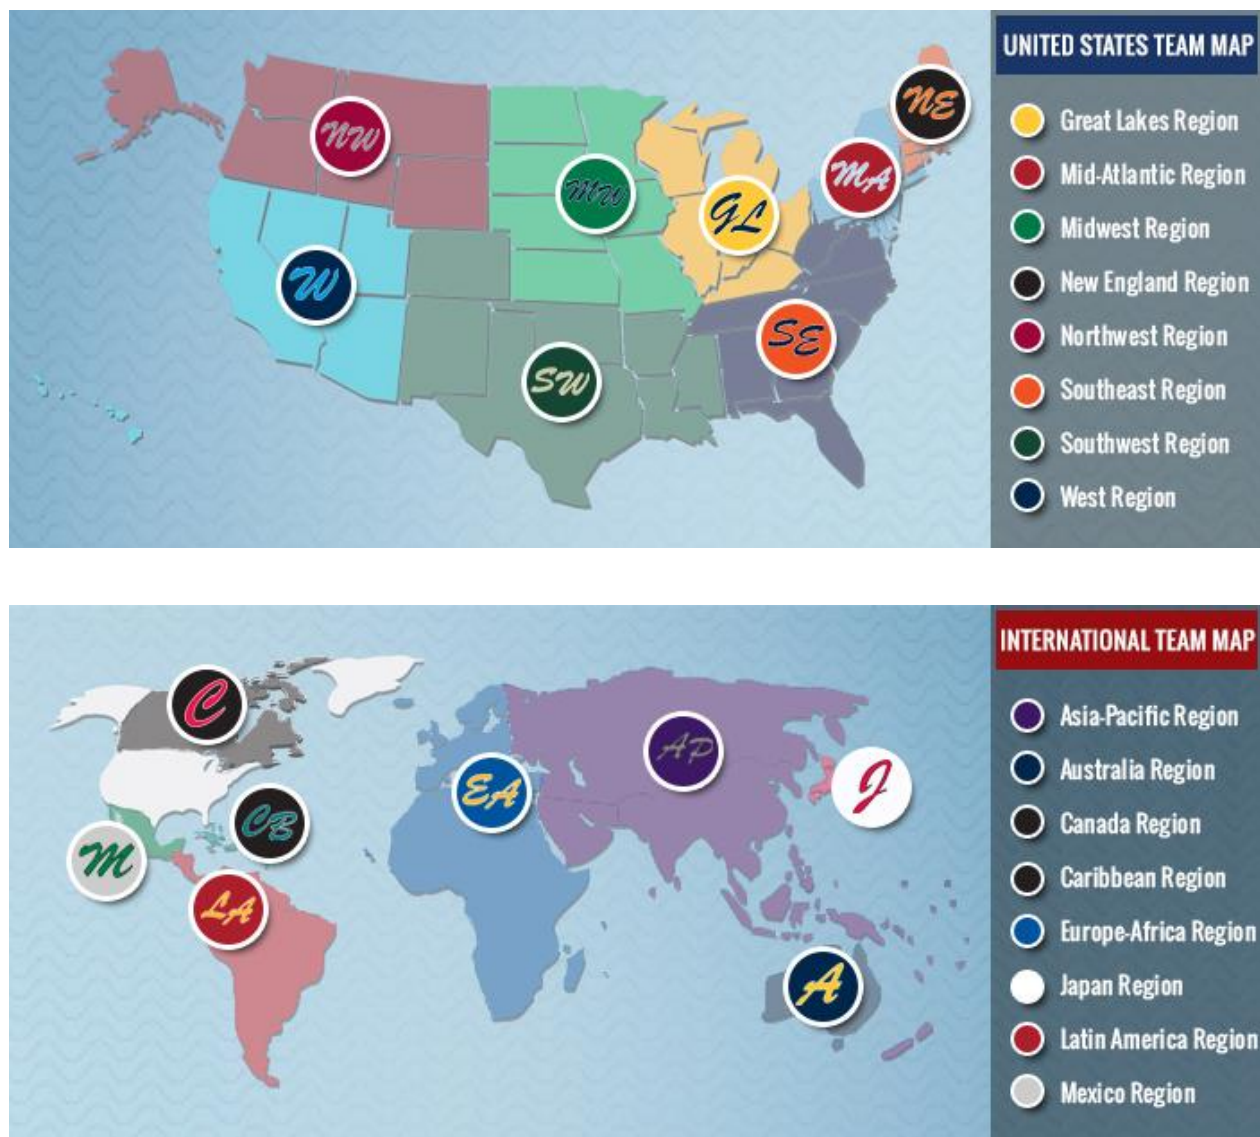 UNITED STATES TEAM MAP
NW
NE
MA
MW
GL
W
SE
SW
Great Lakes Region
Mid-Atlantic Region
Midwest Region
New England Region
Northwest Region
Southeast Region
Southwest Region
West Region
INTERNATIONAL TEAM MAP
C
AP
EA
J
CB
M
LA
A
Asia-Pacific Region
Australia Region
Canada Region
Caribbean Region
Europe-Africa Region
Japan Region
Latin America Region
Mexico Region